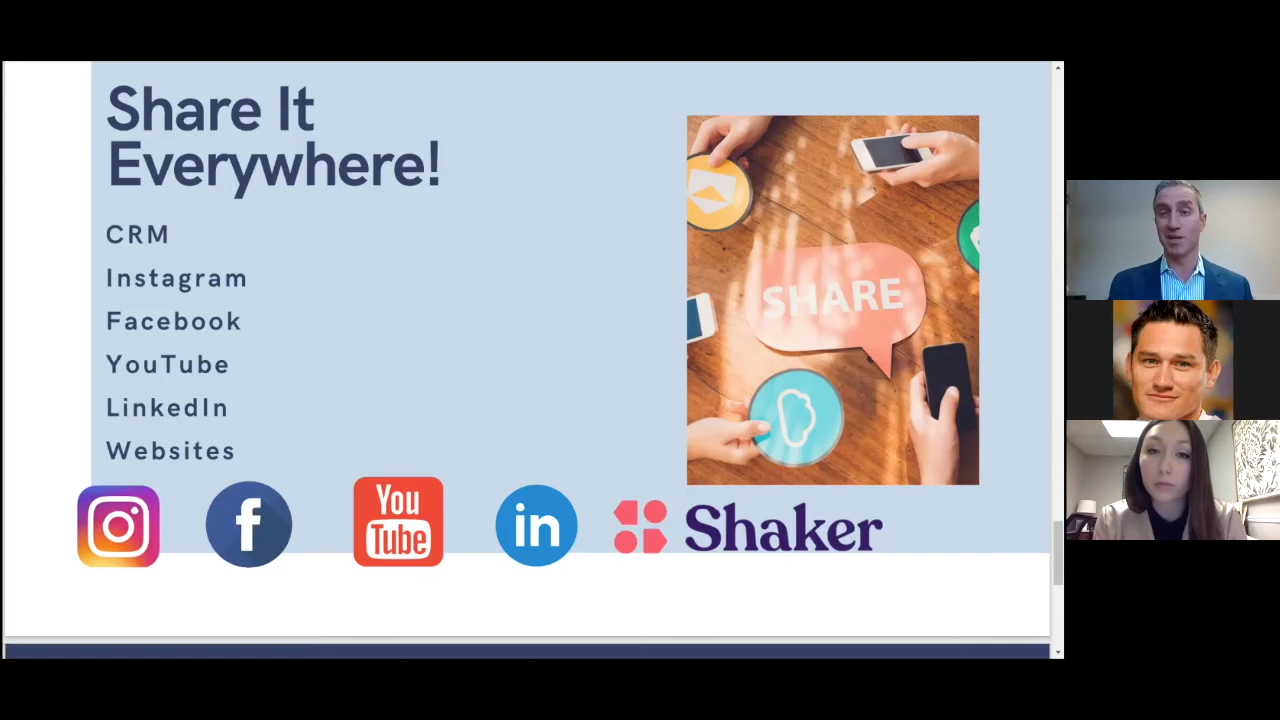 Share It
Everywhere!
CRM
Instagram
Facebook
YouTube
LinkedIn
Websites
SHARE
f
You
Tube
in
Shaker